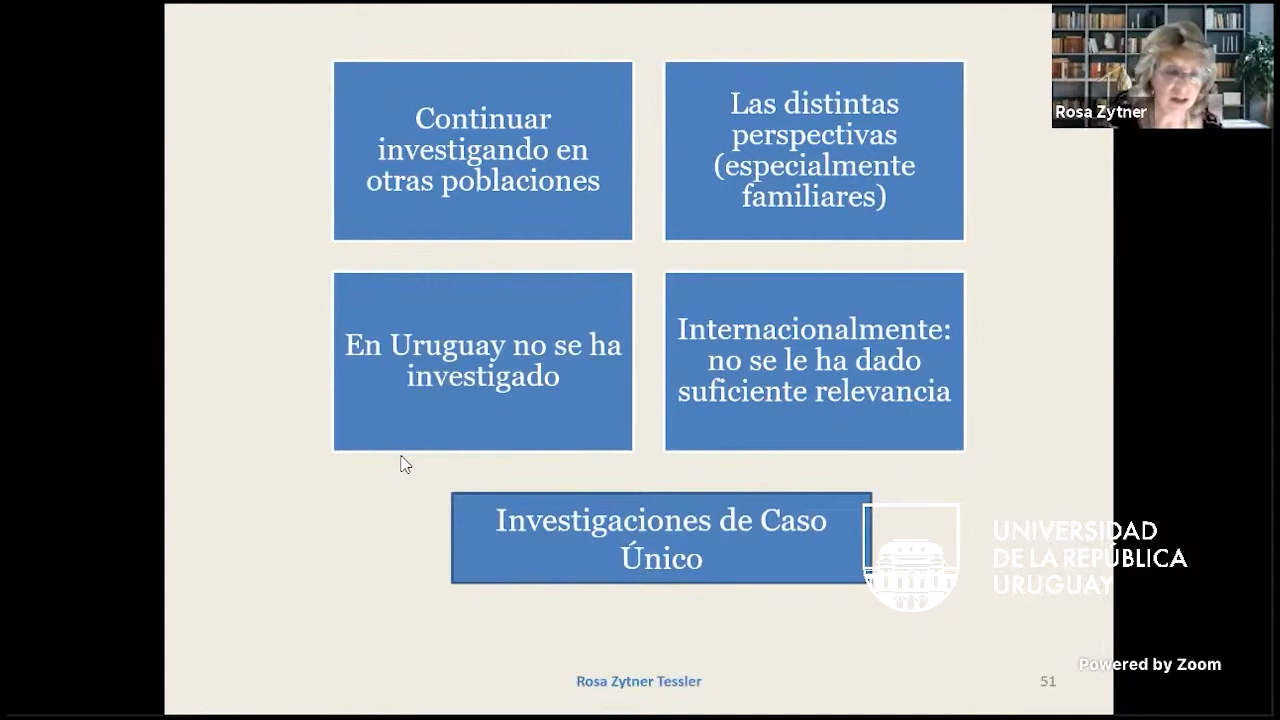 Continuar
investigando en
otras poblaciones
Las distintas
perspectivas
(especialmente
familiares)
En Uruguay no se ha
investigado
Internacionalmente:
no se le ha dado
suficiente relevancia
Investigaciones de Caso
Único
Rosa Zytner Tessler
51
Rosa Zytner
UNIVERSIDAD
DE LA REPÚBLICA
URUGUAY
Powered by Zoom